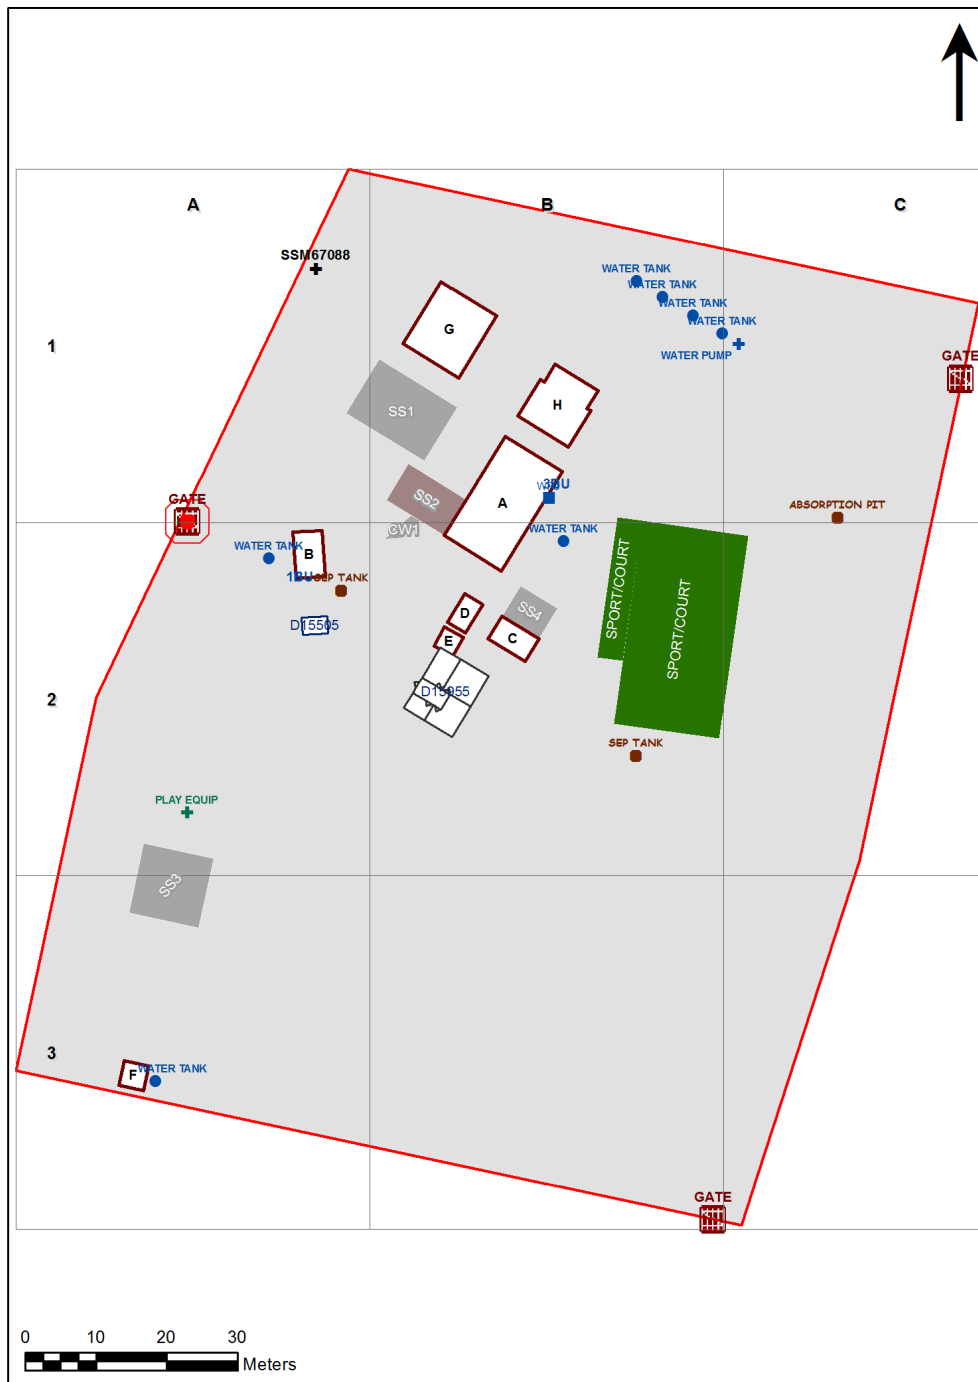 A
B
C
SSM67088
WATER TANK
WATER TANK
WATER TANK
WATER TANK
WATER PUMP
1
G
GATE
SS1
H
SS2
A
3BU
GATE
ABSORPTION PIT
CW1
WATER TANK
WATER TANK
B
1BU
SEP TANK
D15505
D
SS4
E
C
SPORT/COURT
SPORT/COURT
2
SEP TANK
PLAY EQUIP
SS3
3
F
WATER TANK
GATE
0 10 20 30
Meters